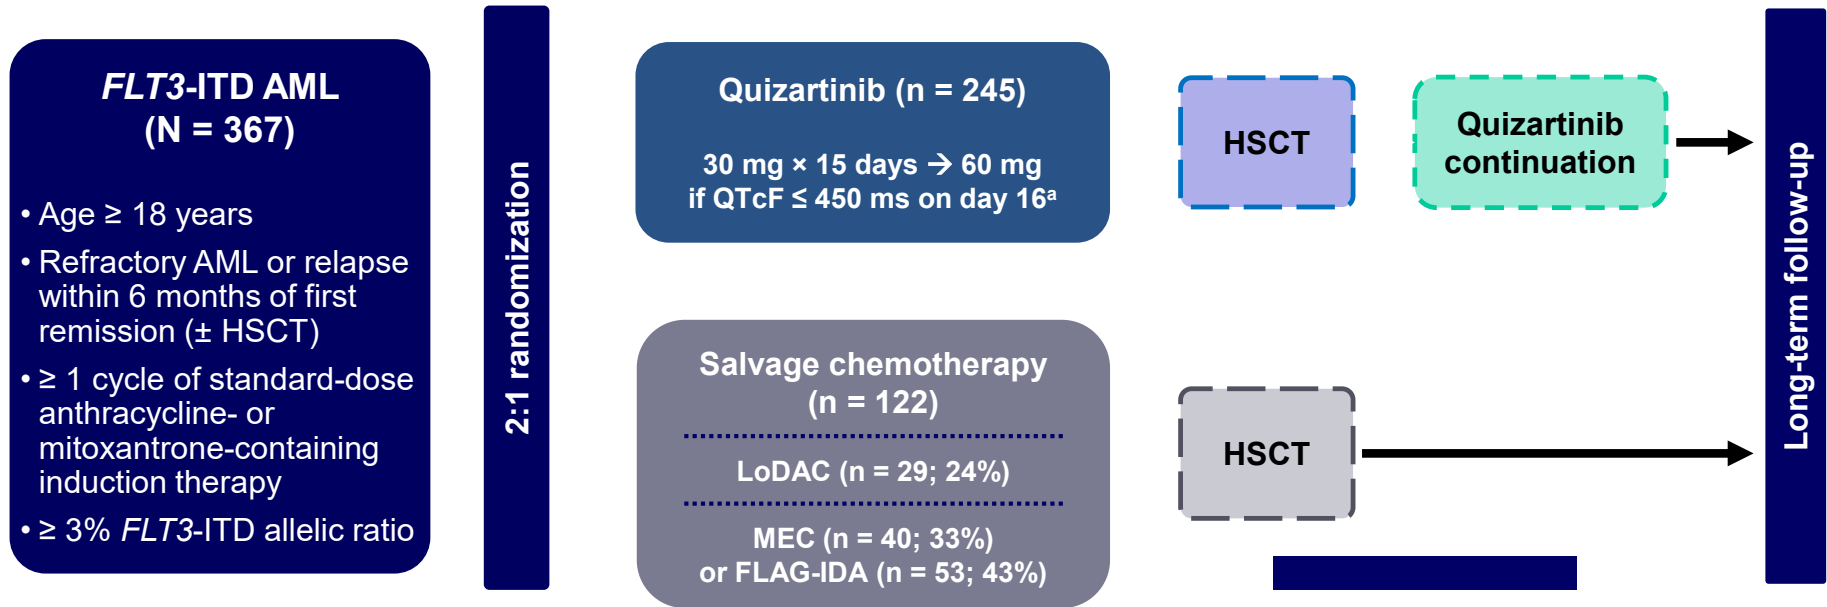 FLT3-ITD AML
(N = 367)
• Age ≥ 18 years
• Refractory AML or relapse
within 6 months of first
remission (± HSCT)
• ≥ 1 cycle of standard-dose
anthracycline- or
mitoxantrone-containing
induction therapy
• ≥ 3% FLT3-ITD allelic ratio
2:1 randomization
Quizartinib (n = 245)
30 mg × 15 days → 60 mg
if QTcF ≤ 450 ms on day 16ᵃ
HSCT
Quizartinib
continuation
Salvage chemotherapy
(n = 122)
LoDAC (n = 29; 24%)
MEC (n = 40; 33%)
or FLAG-IDA (n = 53; 43%)
HSCT
Long-term follow-up